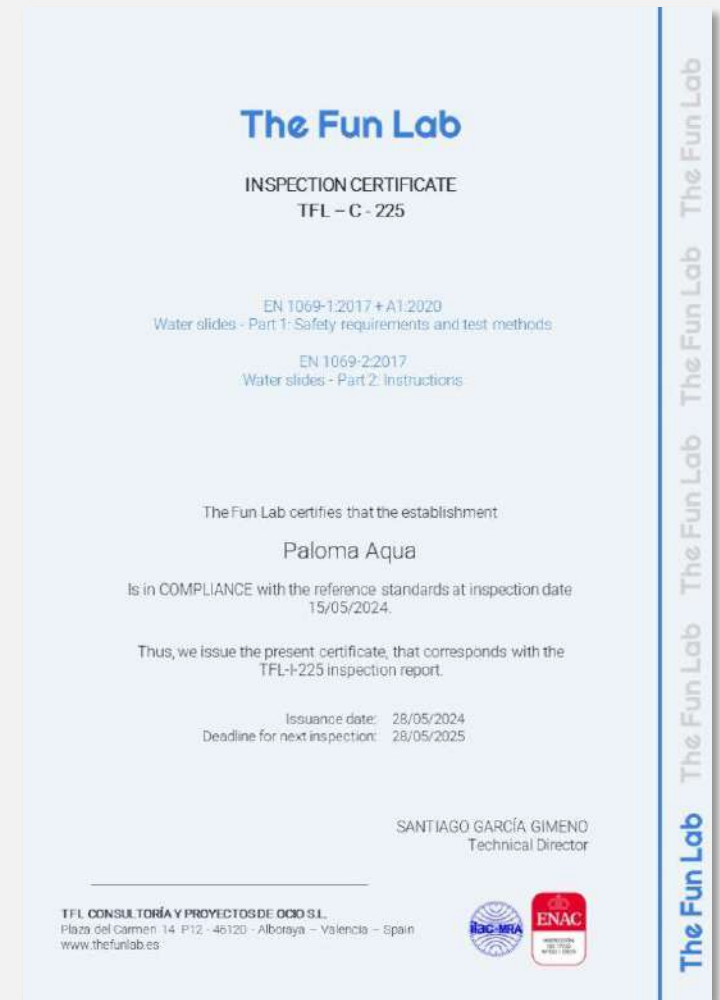 The Fun Lab
INSPECTION CERTIFICATE
TFL – C - 225
EN 1069-1:2017 + A1:2020
Water slides - Part 1: Safety requirements and test methods
EN 1069-2:2017
Water slides - Part 2: Instructions
The Fun Lab certifies that the establishment
Paloma Aqua
Is in COMPLIANCE with the reference standards at inspection date
15/05/2024.
Thus, we issue the present certificate, that corresponds with the
TFL-I-225 inspection report.
Issuance date: 28/05/2024
Deadline for next inspection: 28/05/2025
SANTIAGO GARCÍA GIMENO
Technical Director
TFL CONSULTORÍA Y PROYECTOS DE OCIO S.L.
Plaza del Carmen 14 P12 - 46120 - Alboraya – Valencia – Spain
www.thefunlab.es
ilac-MRA
ENAC
The Fun Lab
The Fun Lab
The Fun Lab
The Fun Lab
The Fun Lab